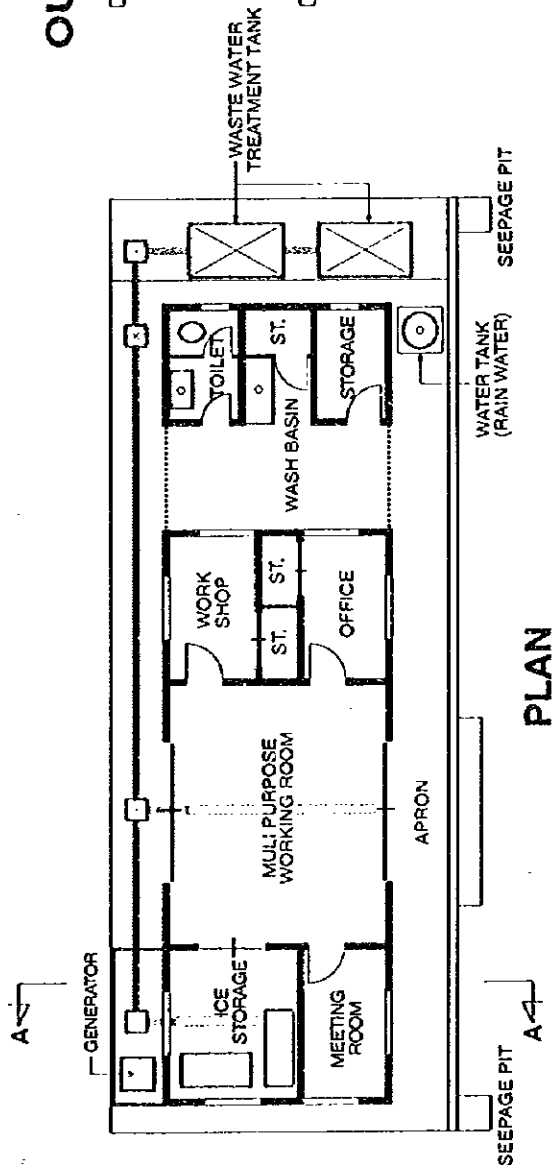 OU
A
GENERATOR
ICE
STORAGE
MEETING
ROOM
MULI PURPOSE
WORKING ROOM
WORK
SHOP
ST.
ST.
OFFICE
TOILET
WASH BASIN
ST.
STORAGE
WASTE WATER
TREATMENT TANK
APRON
A
SEEPAGE PIT
WATER TANK
(RAIN WATER)
SEEPAGE PIT
PLAN